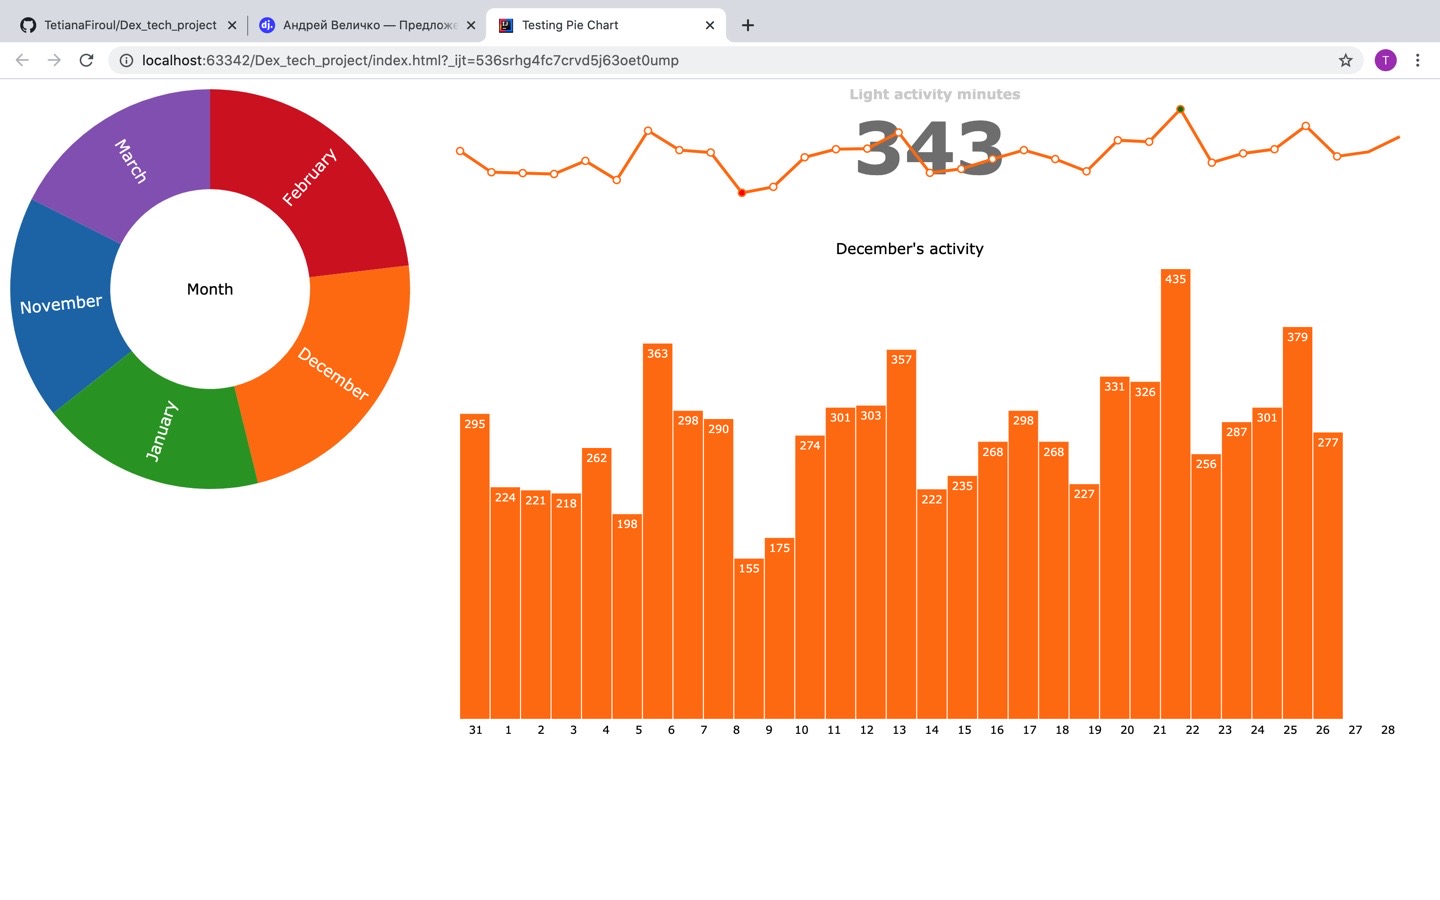 TetianaFiroul/Dex_tech_project
Андрей Величко — Предложе
Testing Pie Chart
localhost:63342/Dex_tech_project/index.html?_ijt=536srhg4fc7crvd5j63oet0ump
T
Light activity minutes
343
March
February
November
Month
December
January
December's activity
295 224 221 218 262 198 363 298 290 155 175 274 301 303 357 222 235 268 298 268 227 331 326 435 256 287 301 379 277
31 1 2 3 4 5 6 7 8 9 10 11 12 13 14 15 16 17 18 19 20 21 22 23 24 25 26 27 28